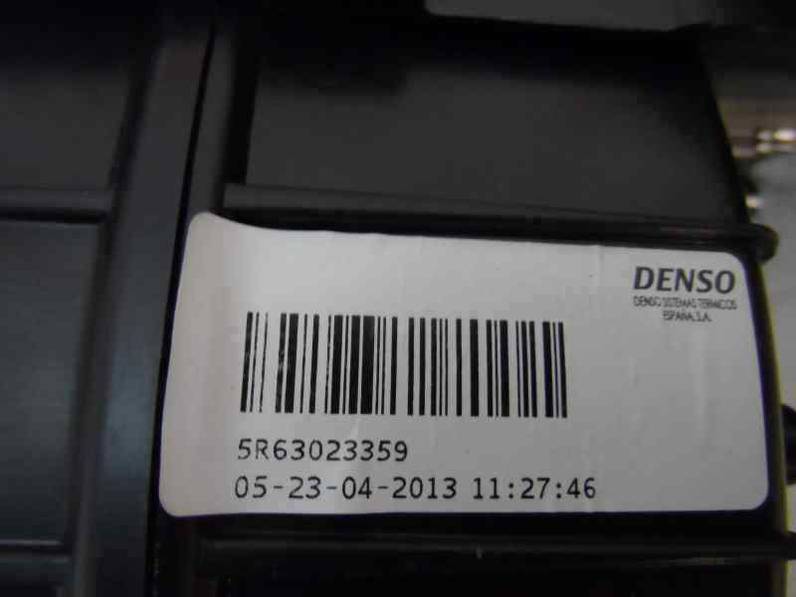 DENSO
DENSO SISTEMAS TERMICOS
ESPAÑA, S.A.
5R63023359
05-23-04-2013 11:27:46